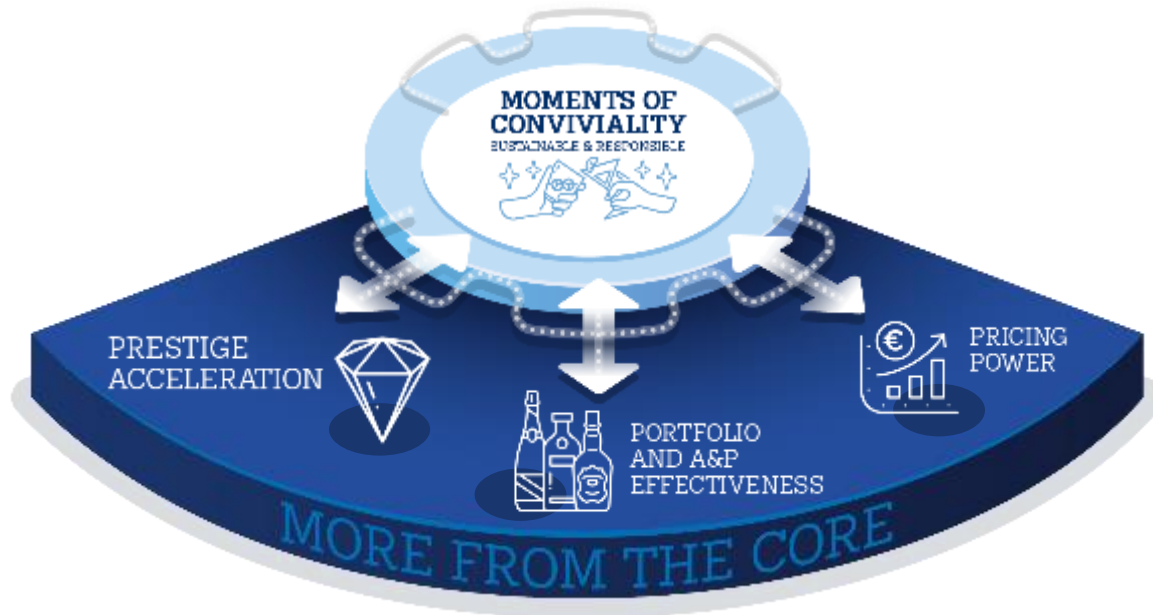 MOMENTS OF
CONVIVIALITY
SUSTAINABLE & RESPONSIBLE
PRESTIGE
ACCELERATION
€
PRICING
POWER
PORTFOLIO
AND A&P
EFFECTIVENESS
MORE FROM THE CORE